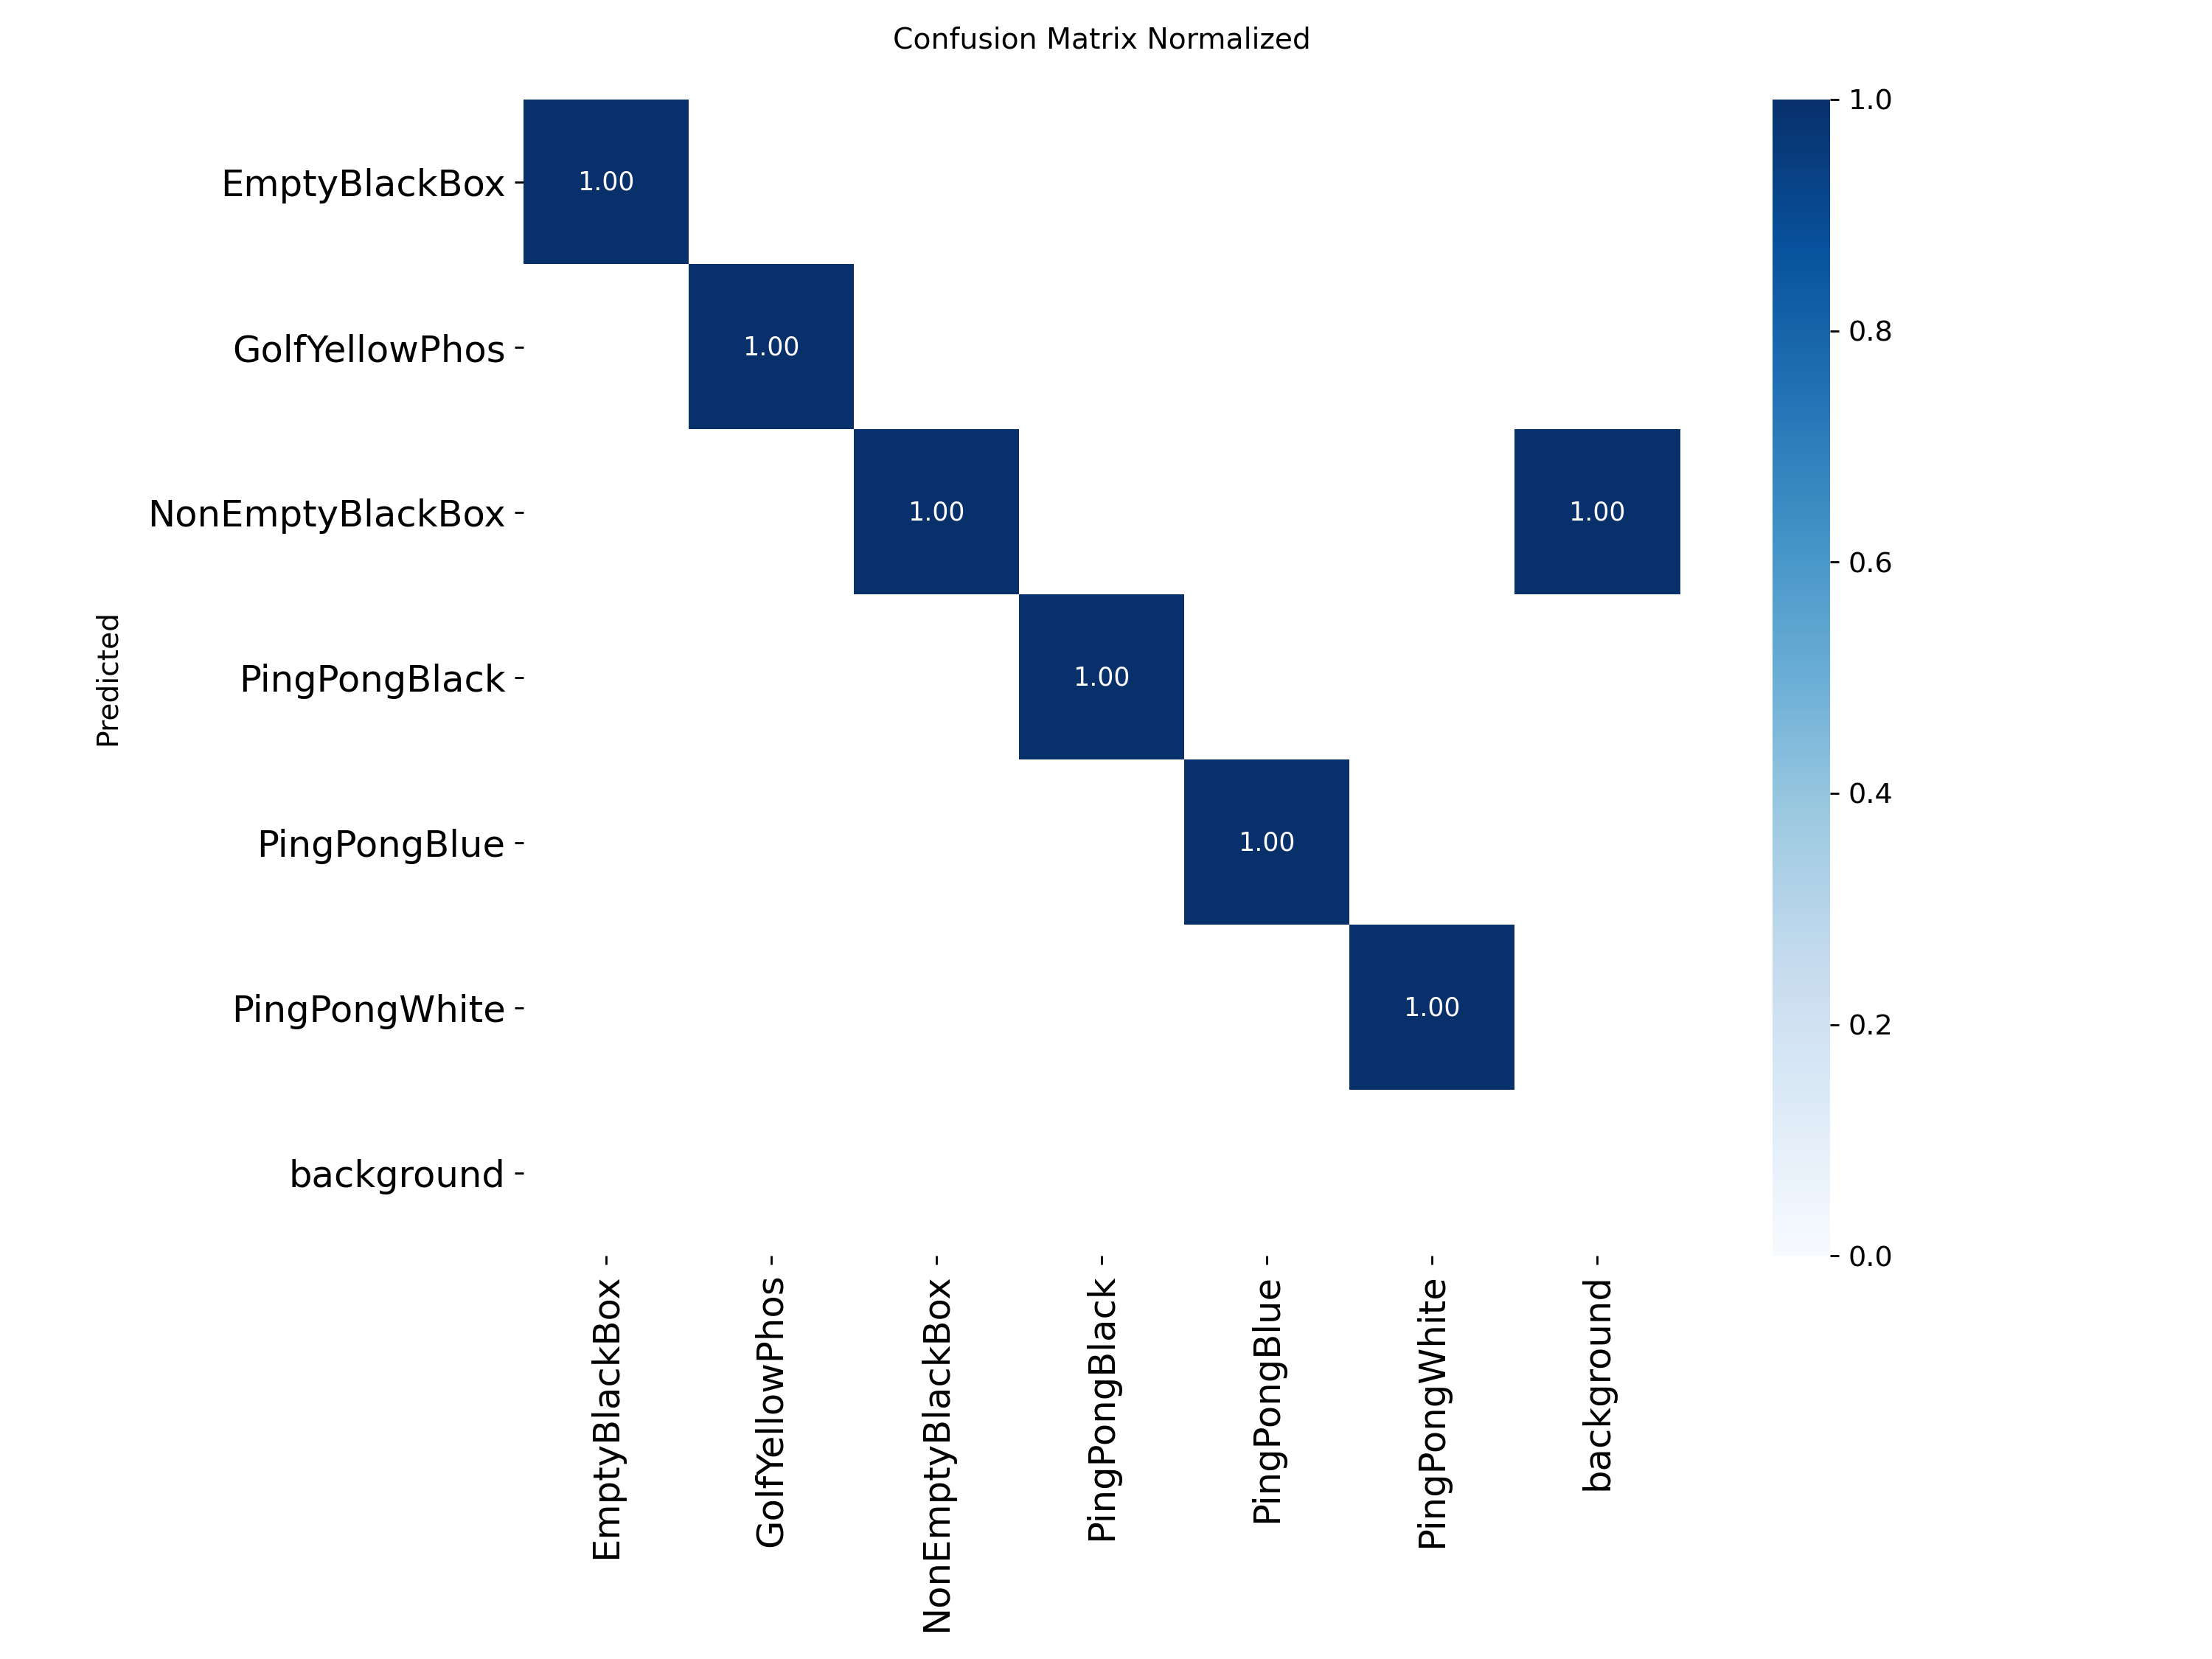 Confusion Matrix Normalized
Predicted
EmptyBlackBox
GolfYellowPhos
NonEmptyBlackBox
PingPongBlack
PingPongBlue
PingPongWhite
background
1.00
1.00
1.00
1.00
1.00
1.00
1.00
EmptyBlackBox
GolfYellowPhos
NonEmptyBlackBox
PingPongBlack
PingPongBlue
PingPongWhite
background
1.0
0.8
0.6
0.4
0.2
0.0